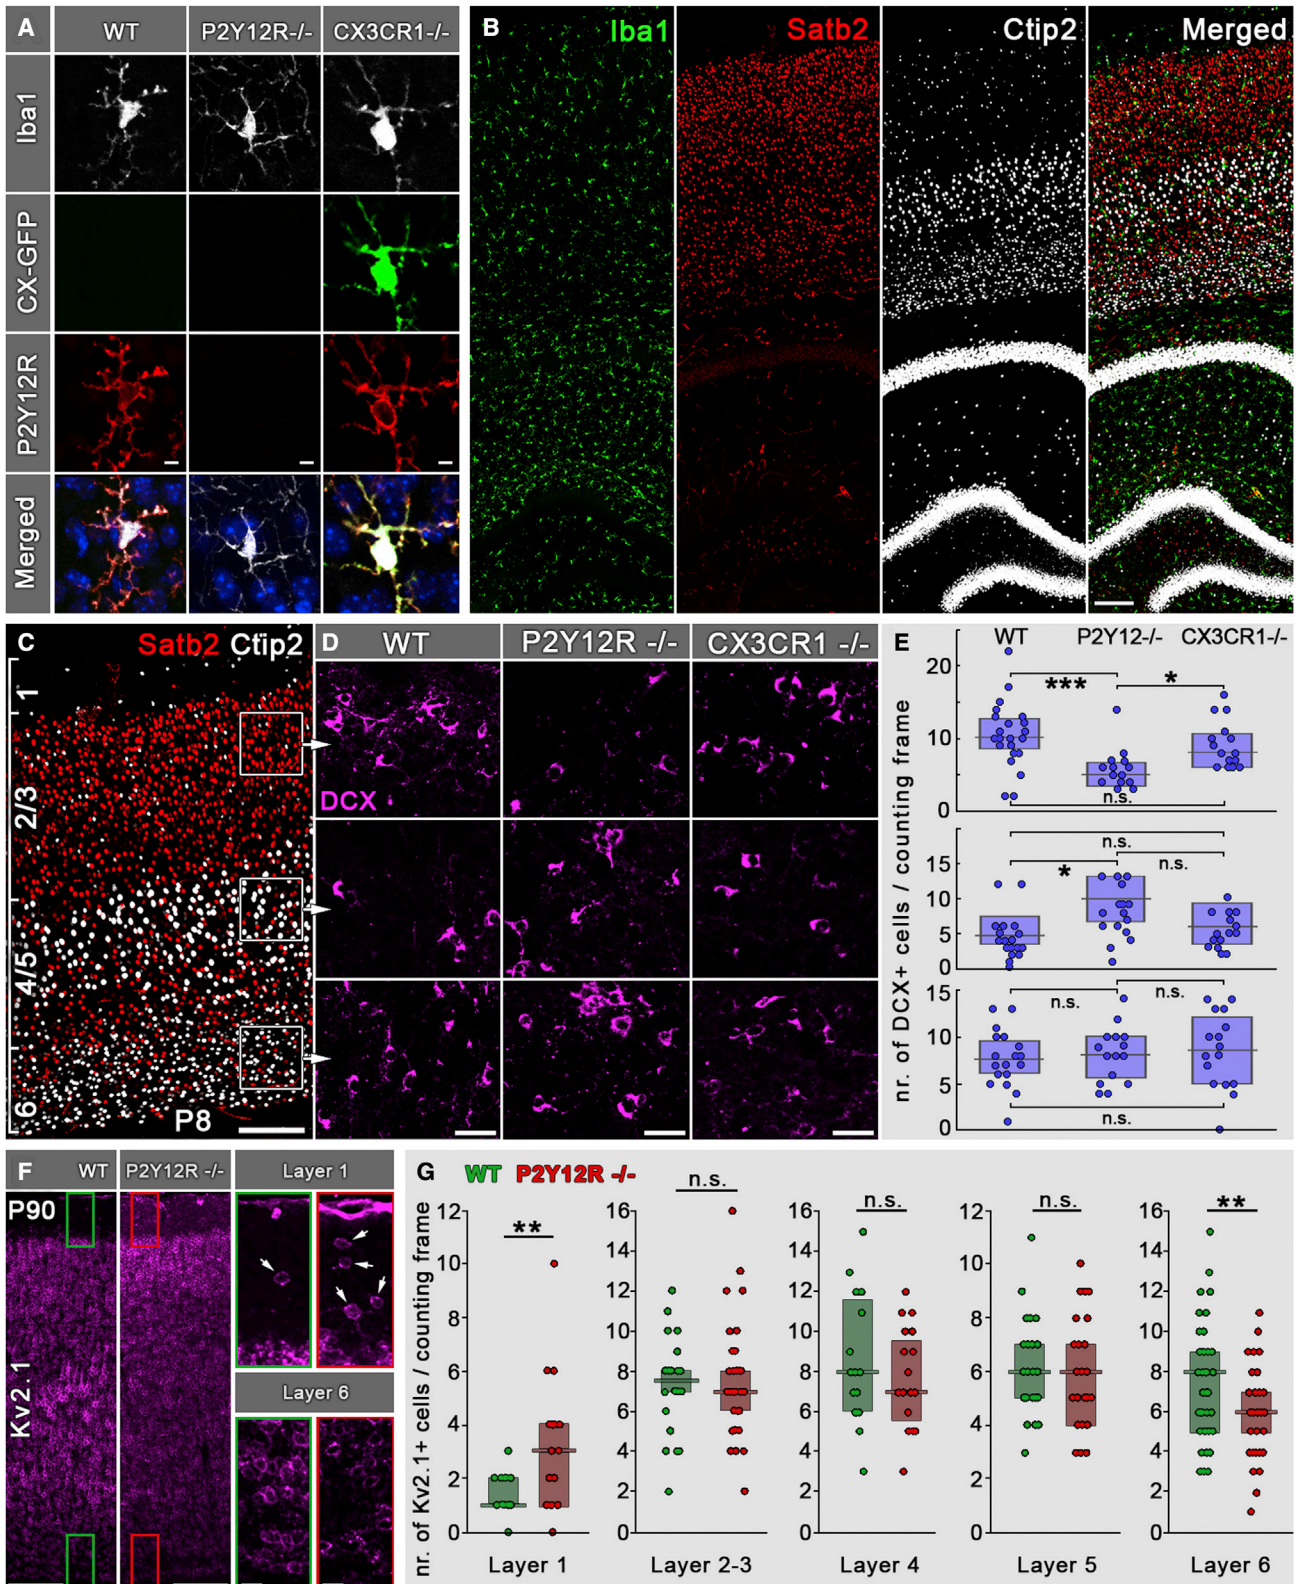 A
WT
P2Y12R-/-
CX3CR1-/-
Iba1
CX-GFP
P2Y12R
Merged
B
Iba1
Satb2
Ctip2
Merged
C
Satb2 Ctip2
1
2/3
4/5
6
P8
D
WT
P2Y12R -/-
CX3CR1 -/-
DCX
E
WT
P2Y12-/-
CX3CR1-/-
nr. of DCX+ cells / counting frame
20
10
0
***
*
n.s.
15
10
5
0
n.s.
*
n.s.
15
10
5
0
n.s.
n.s.
n.s.
F
WT
P2Y12R -/-
P90
Kv2.1
Layer 1
Layer 6
G
WT P2Y12R -/-
nr. of Kv2.1+ cells / counting frame
12
10
8
6
4
2
0
**
Layer 1
16
14
12
10
8
6
4
2
0
n.s.
Layer 2-3
16
14
12
10
8
6
4
2
0
n.s.
Layer 4
12
10
8
6
4
2
0
n.s.
Layer 5
16
14
12
10
8
6
4
2
0
**
Layer 6